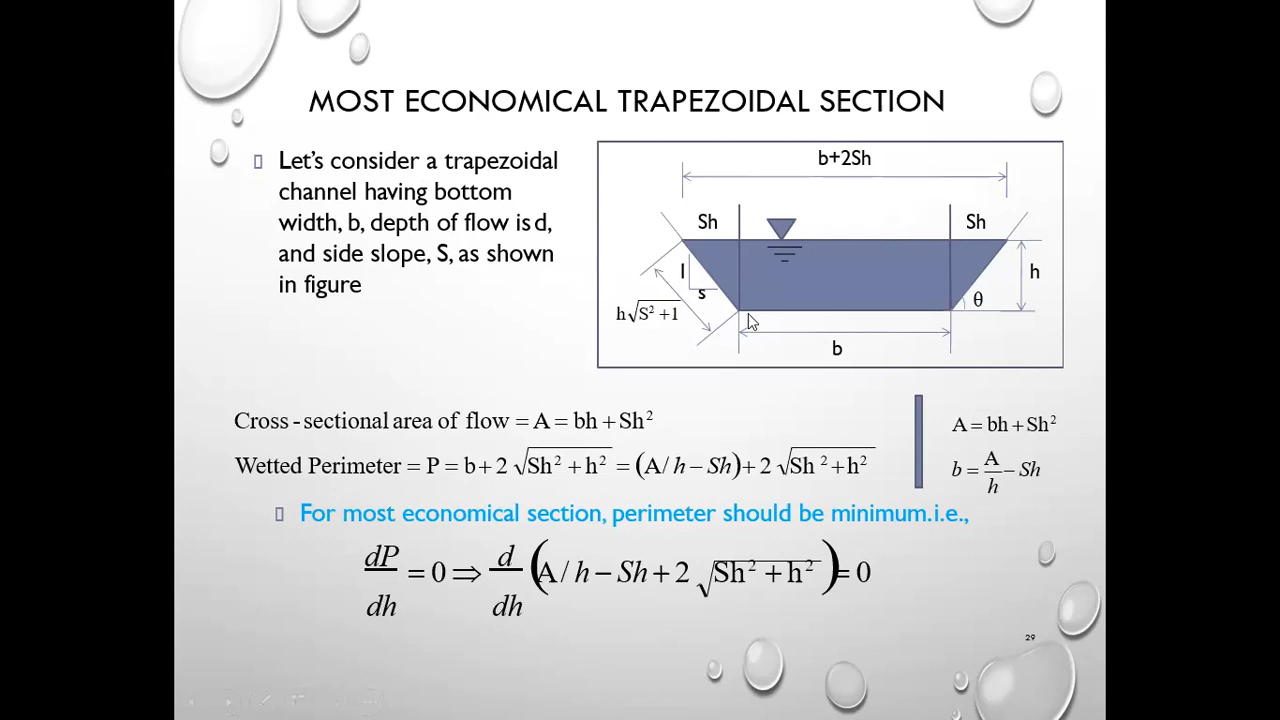 MOST ECONOMICAL TRAPEZOIDAL SECTION
Let's consider a trapezoidal
channel having bottom
width, b, depth of flow is d,
and side slope, S, as shown
in figure
b+2Sh
Sh
Sh
1
s
h√S²+1
h
θ
b
Cross-sectional area of flow = A = bh + Sh²
Wetted Perimeter = P = b + 2 √Sh² + h² = (A/h − Sh) + 2 √Sh² + h²
A = bh + Sh²
b = A/h − Sh
For most economical section, perimeter should be minimum.i.e.,
dP/dh = 0 ⇒ d/dh (A/h − Sh + 2 √Sh² + h²) = 0
29